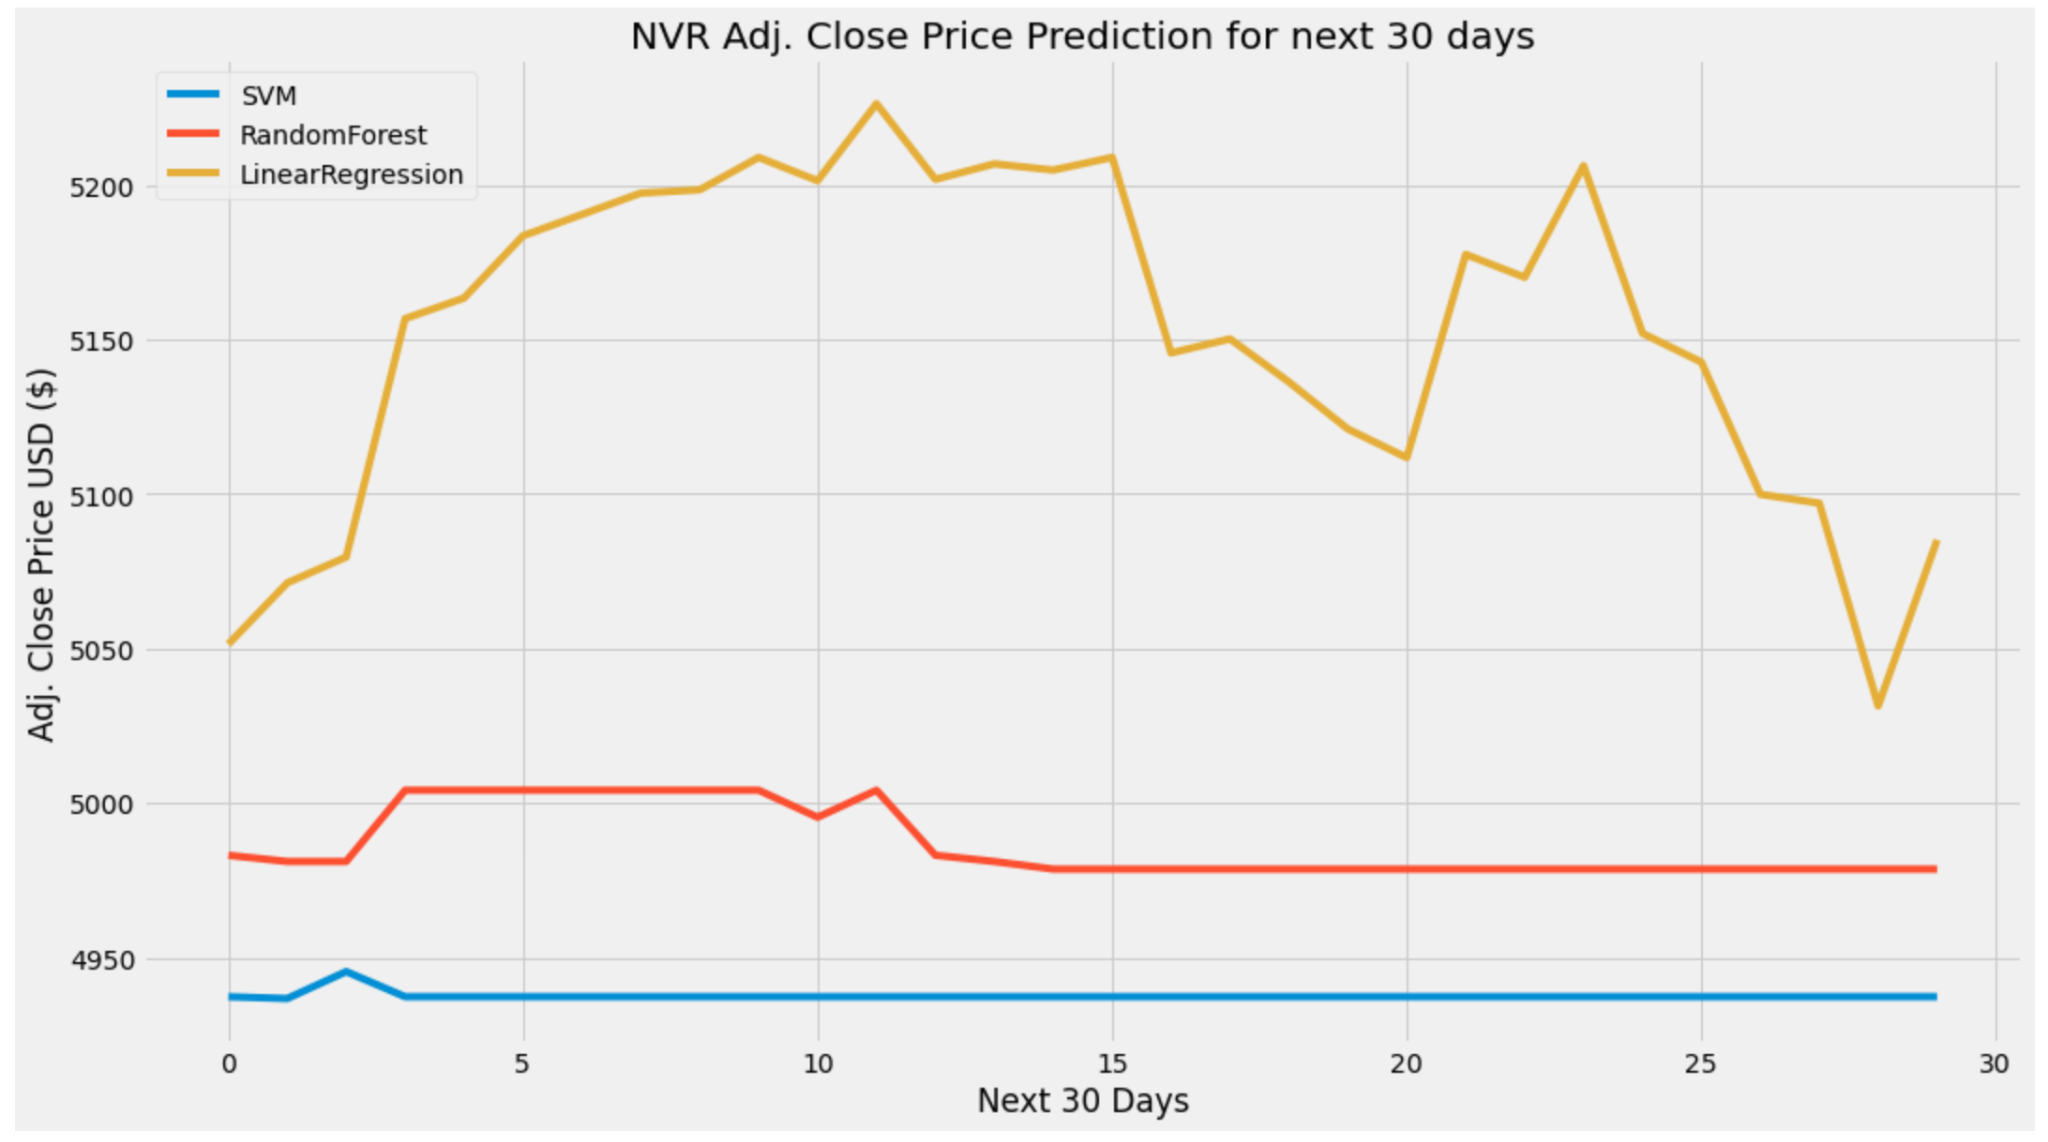 NVR Adj. Close Price Prediction for next 30 days
SVM
RandomForest
LinearRegression
5200
5150
5100
5050
5000
4950
Adj. Close Price USD ($)
0 5 10 15 20 25 30
Next 30 Days